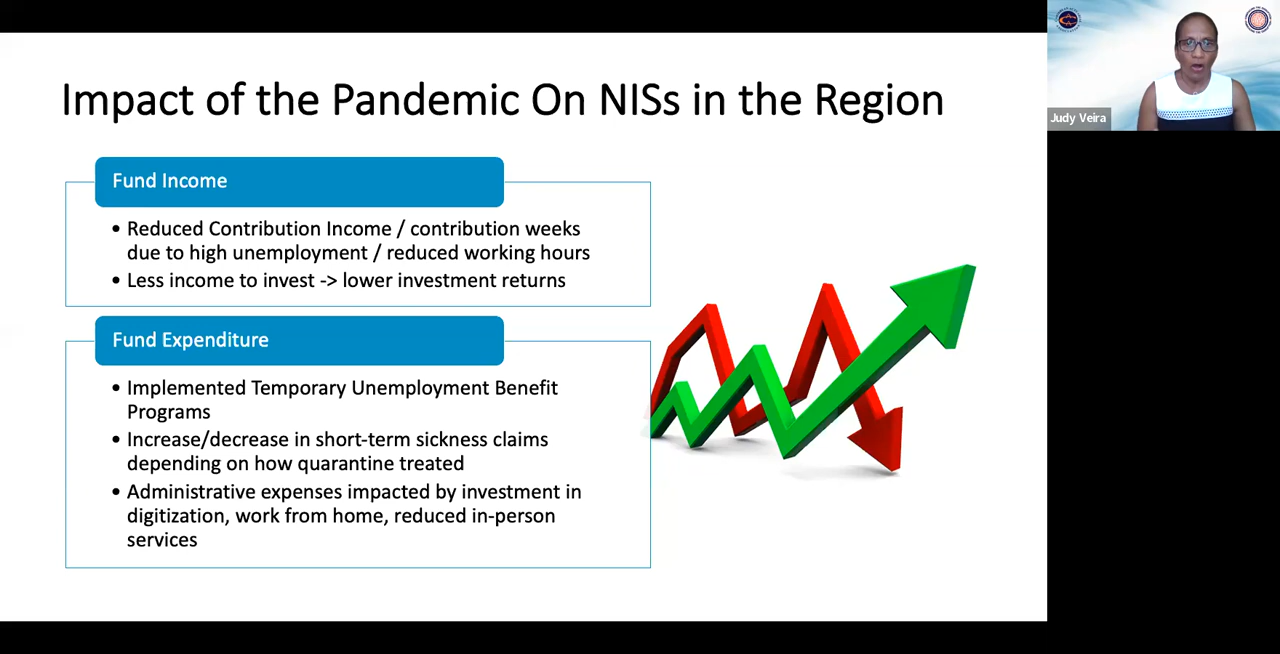 Impact of the Pandemic On NISs in the Region
Fund Income
• Reduced Contribution Income / contribution weeks
due to high unemployment / reduced working hours
• Less income to invest -> lower investment returns
Fund Expenditure
• Implemented Temporary Unemployment Benefit
Programs
• Increase/decrease in short-term sickness claims
depending on how quarantine treated
• Administrative expenses impacted by investment in
digitization, work from home, reduced in-person
services
Judy Veira